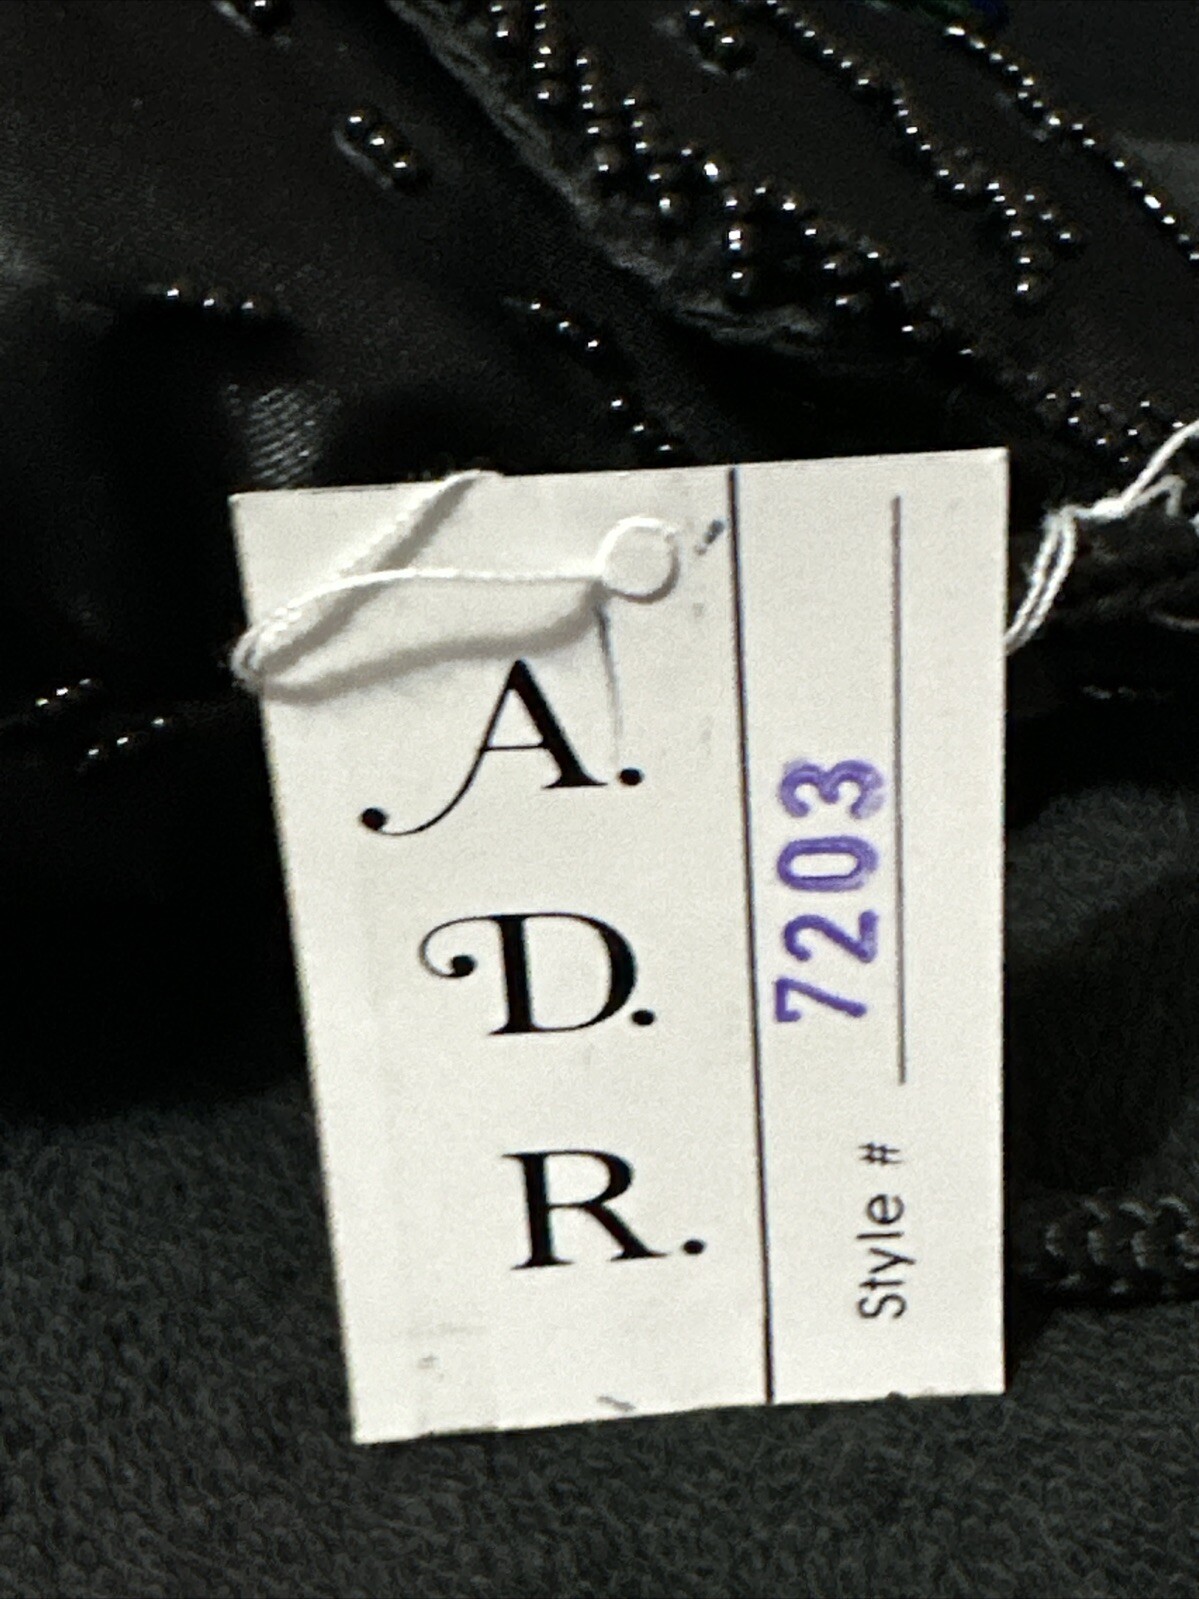 A.
D.
R.
Style # 7203